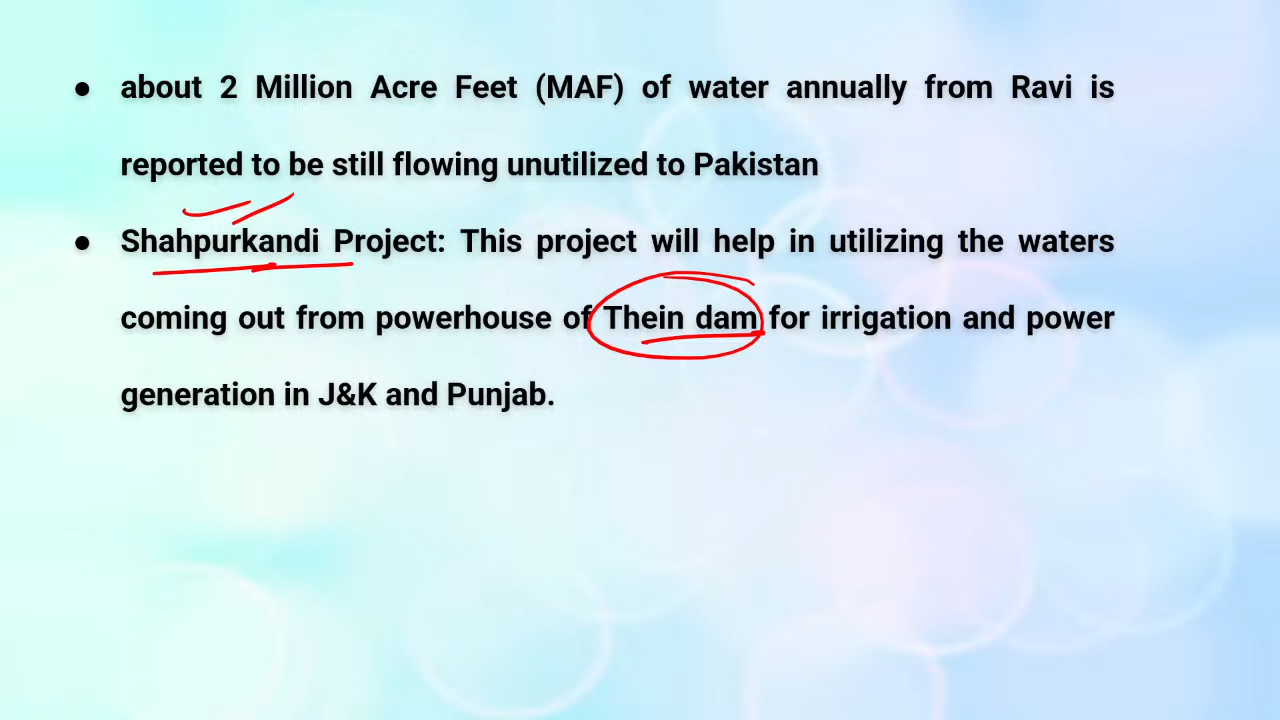 ● about 2 Million Acre Feet (MAF) of water annually from Ravi is
reported to be still flowing unutilized to Pakistan
● Shahpurkandi Project: This project will help in utilizing the waters
coming out from powerhouse of Thein dam for irrigation and power
generation in J&K and Punjab.